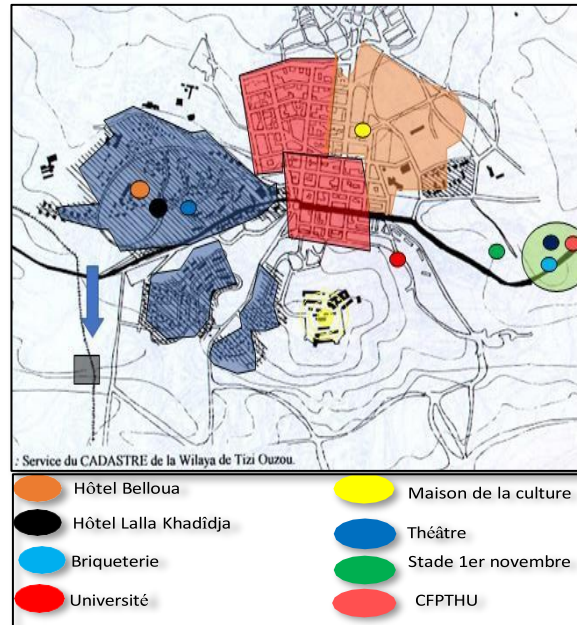 : Service du CADASTRE de la Wilaya de Tizi Ouzou.
Hôtel Belloua
Hôtel Lalla Khadîdja
Briqueterie
Université
Maison de la culture
Théâtre
Stade 1er novembre
CFPTHU